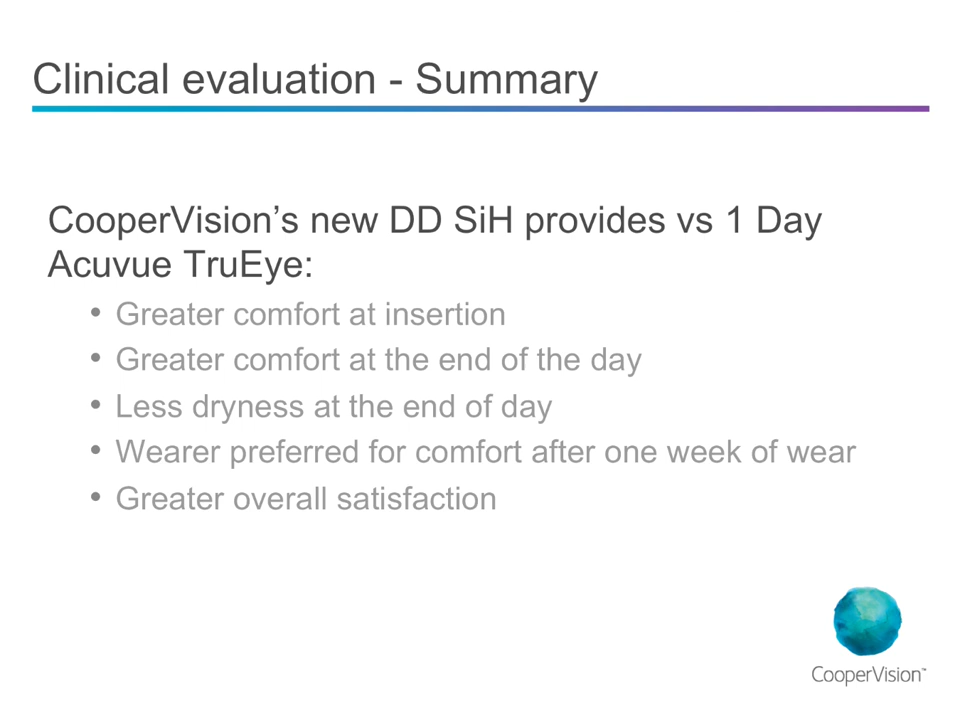 Clinical evaluation - Summary
CooperVision’s new DD SiH provides vs 1 Day
Acuvue TruEye:
• Greater comfort at insertion
• Greater comfort at the end of the day
• Less dryness at the end of day
• Wearer preferred for comfort after one week of wear
• Greater overall satisfaction
CooperVision™